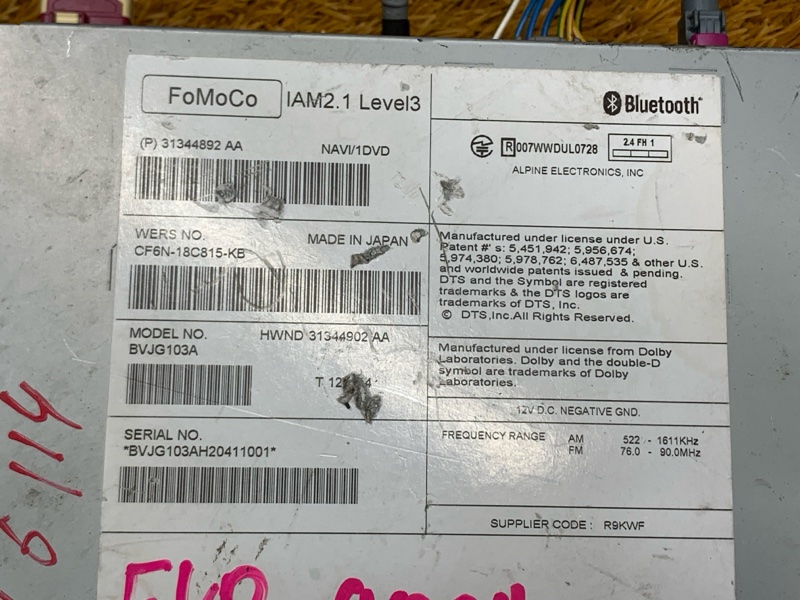 FoMoCo IAM2.1 Level3
(P) 31344892 AA NAVI/1DVD
WERS NO. MADE IN JAPAN
CF6N-18C815-KB
MODEL NO. HWND 31344902 AA
BVJG103A
SERIAL NO.
*BVJG103AH20411001*
Bluetooth
R 007WWDUL0728 2.4 FH 1
ALPINE ELECTRONICS, INC
Manufactured under license under U.S.
Patent #' s: 5,451,942; 5,956,674;
5,974,380; 5,978,762; 6,487,535 & other U.S.
and worldwide patents issued & pending.
DTS and the Symbol are registered
trademarks & the DTS logos are
trademarks of DTS, Inc.
© DTS,Inc.All Rights Reserved.
Manufactured under license from Dolby
Laboratories. Dolby and the double-D
symbol are trademarks of Dolby
Laboratories.
12V D.C. NEGATIVE GND.
FREQUENCY RANGE AM 522 - 1611KHz
FM 76.0 - 90.0MHz
SUPPLIER CODE : R9KWF